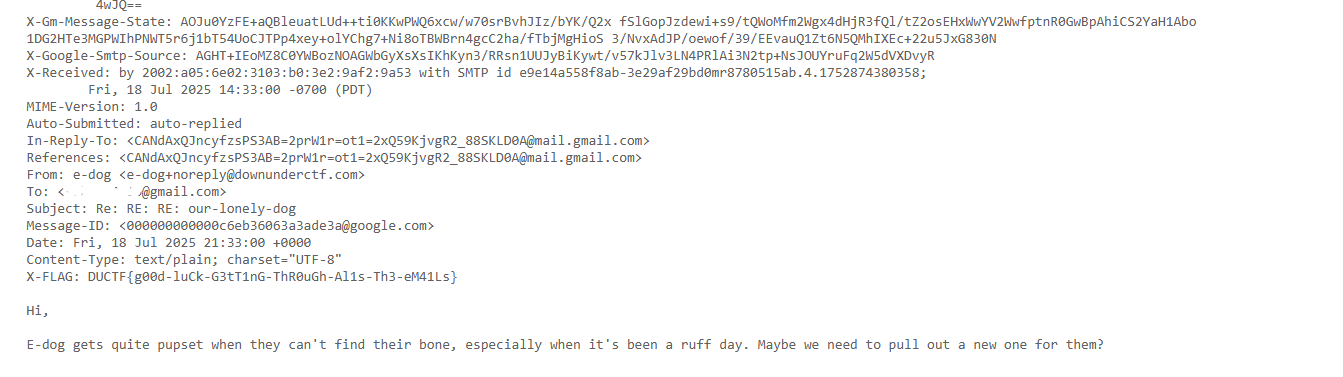 4wJQ==
X-Gm-Message-State: AOJu0YzFE+aQBleuatLUd++ti0KKwPWQ6xcw/w70srBvhJIz/bYK/Q2x fSlGopJzdewi+s9/tQWoMfm2Wgx4dHjR3fQl/tZ2osEHxWwYV2WwfptnR0GwBpAhiCS2YaH1Abo
1DG2HTe3MGPWIhPNWT5r6j1bT54UoCJTPp4xey+olYChg7+Ni8oTBWBrn4gcC2ha/fTbjMgHioS 3/NvxAdJP/oewof/39/EEvauQ1Zt6N5QMhIXEc+22u5JxG830N
X-Google-Smtp-Source: AGHT+IEoMZ8C0YWBozNOAGWbGyXsXsIKhKyn3/RRsn1UUJyBiKywt/v57kJlv3LN4PRlAi3N2tp+NsJOUYruFq2W5dVXDvyR
X-Received: by 2002:a05:6e02:3103:b0:3e2:9af2:9a53 with SMTP id e9e14a558f8ab-3e29af29bd0mr8780515ab.4.1752874380358;
Fri, 18 Jul 2025 14:33:00 -0700 (PDT)
MIME-Version: 1.0
Auto-Submitted: auto-replied
In-Reply-To: <CANdAxQJncyfzsPS3AB=2prW1r=ot1=2xQ59KjvgR2_88SKLD0A@mail.gmail.com>
References: <CANdAxQJncyfzsPS3AB=2prW1r=ot1=2xQ59KjvgR2_88SKLD0A@mail.gmail.com>
From: e-dog <e-dog+noreply@downunderctf.com>
To: < @gmail.com>
Subject: Re: RE: RE: our-lonely-dog
Message-ID: <000000000000c6eb36063a3ade3a@google.com>
Date: Fri, 18 Jul 2025 21:33:00 +0000
Content-Type: text/plain; charset="UTF-8"
X-FLAG: DUCTF{g00d-luCk-G3tT1nG-ThR0uGh-Al1s-Th3-eM41Ls}
Hi,
E-dog gets quite pupset when they can't find their bone, especially when it's been a ruff day. Maybe we need to pull out a new one for them?